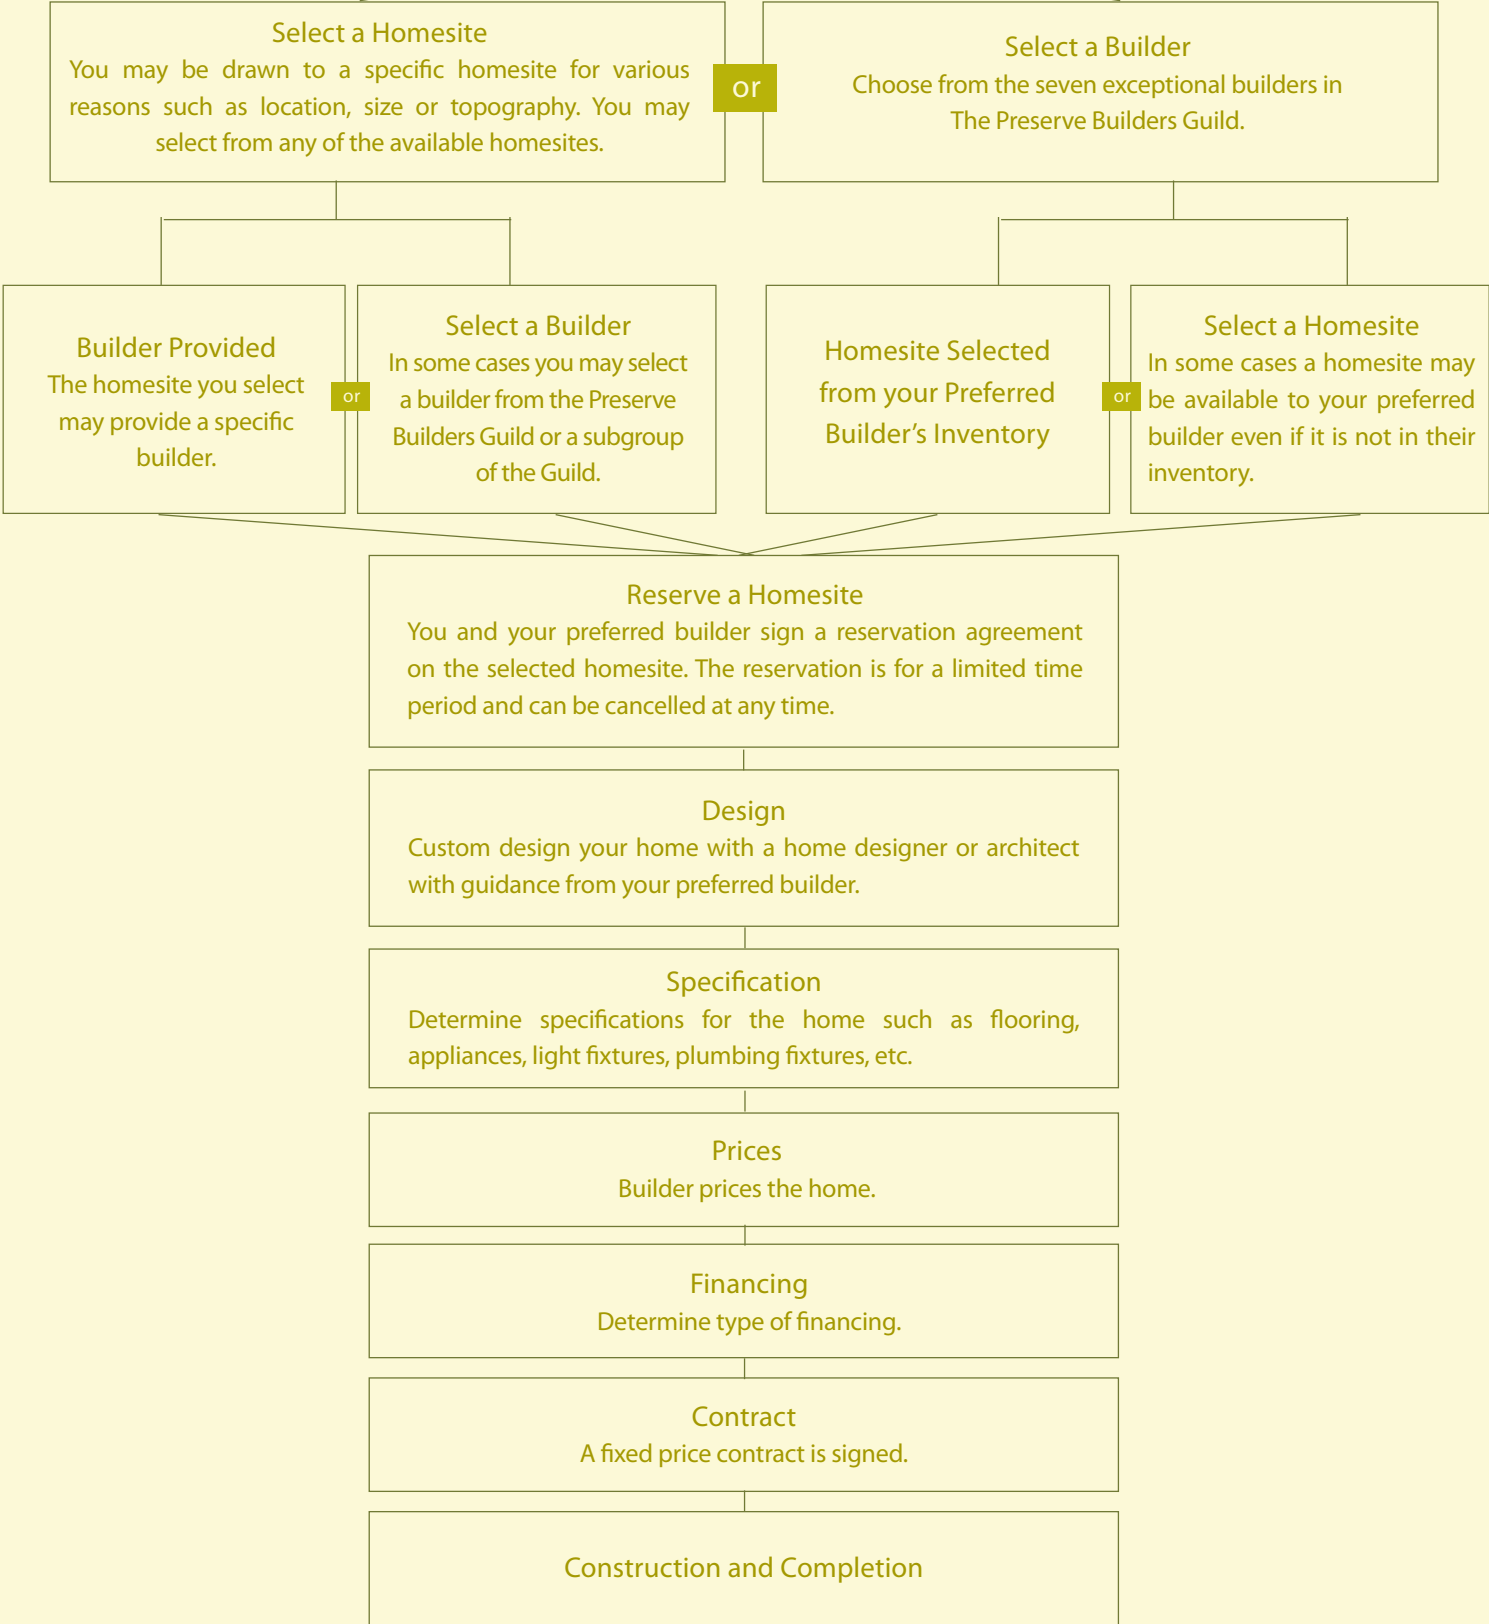 Select a Homesite
You may be drawn to a specific homesite for various
reasons such as location, size or topography. You may
select from any of the available homesites.
or
Select a Builder
Choose from the seven exceptional builders in
The Preserve Builders Guild.
Builder Provided
The homesite you select
may provide a specific
builder.
or
Select a Builder
In some cases you may select
a builder from the Preserve
Builders Guild or a subgroup
of the Guild.
Homesite Selected
from your Preferred
Builder’s Inventory
or
Select a Homesite
In some cases a homesite may
be available to your preferred
builder even if it is not in their
inventory.
Reserve a Homesite
You and your preferred builder sign a reservation agreement
on the selected homesite. The reservation is for a limited time
period and can be cancelled at any time.
Design
Custom design your home with a home designer or architect
with guidance from your preferred builder.
Specification
Determine specifications for the home such as flooring,
appliances, light fixtures, plumbing fixtures, etc.
Prices
Builder prices the home.
Financing
Determine type of financing.
Contract
A fixed price contract is signed.
Construction and Completion